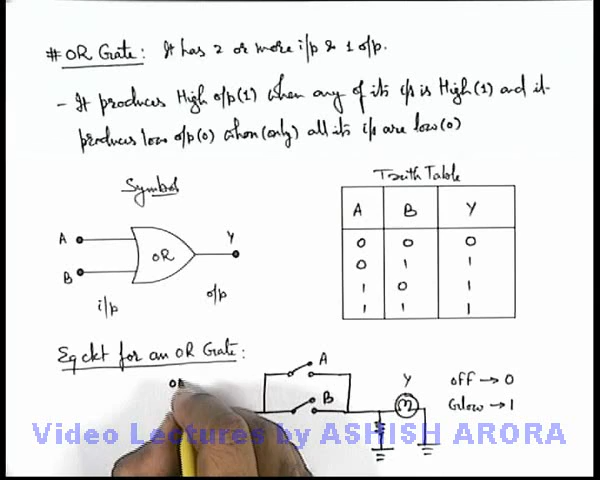 # OR Gate: It has 2 or more i/p & 1 o/p.
- It produces High o/p(1) when any of its i/p is High(1) and it
produces low o/p(0) when(only) all its i/p are low(0)
Symbol
A
B
OR
Y
i/p
o/p
Truth Table
A B Y
0 0 0
0 1 1
1 0 1
1 1 1
Eq ckt for an OR Gate:
A
B
Y
off → 0
Glow → 1
Video Lectures by ASHISH ARORA